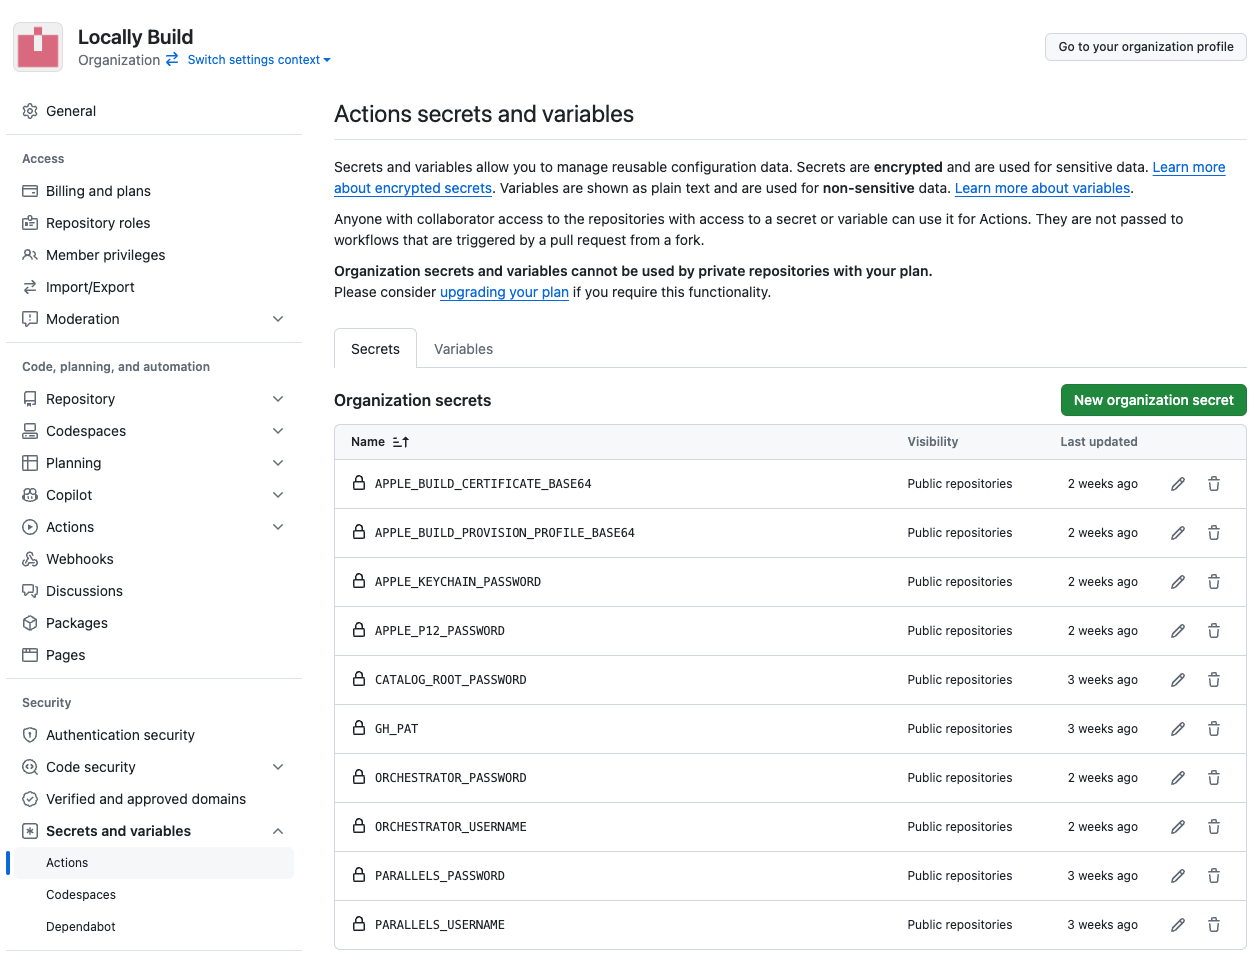 Locally Build
Organization Switch settings context
Go to your organization profile
General
Access
Billing and plans
Repository roles
Member privileges
Import/Export
Moderation
Code, planning, and automation
Repository
Codespaces
Planning
Copilot
Actions
Webhooks
Discussions
Packages
Pages
Security
Authentication security
Code security
Verified and approved domains
Secrets and variables
Actions
Codespaces
Dependabot
Actions secrets and variables
Secrets and variables allow you to manage reusable configuration data. Secrets are encrypted and are used for sensitive data. Learn more
about encrypted secrets. Variables are shown as plain text and are used for non-sensitive data. Learn more about variables.
Anyone with collaborator access to the repositories with access to a secret or variable can use it for Actions. They are not passed to
workflows that are triggered by a pull request from a fork.
Organization secrets and variables cannot be used by private repositories with your plan.
Please consider upgrading your plan if you require this functionality.
Secrets Variables
Organization secrets
New organization secret
Name Visibility Last updated
APPLE_BUILD_CERTIFICATE_BASE64 Public repositories 2 weeks ago
APPLE_BUILD_PROVISION_PROFILE_BASE64 Public repositories 2 weeks ago
APPLE_KEYCHAIN_PASSWORD Public repositories 2 weeks ago
APPLE_P12_PASSWORD Public repositories 2 weeks ago
CATALOG_ROOT_PASSWORD Public repositories 3 weeks ago
GH_PAT Public repositories 3 weeks ago
ORCHESTRATOR_PASSWORD Public repositories 2 weeks ago
ORCHESTRATOR_USERNAME Public repositories 2 weeks ago
PARALLELS_PASSWORD Public repositories 3 weeks ago
PARALLELS_USERNAME Public repositories 3 weeks ago